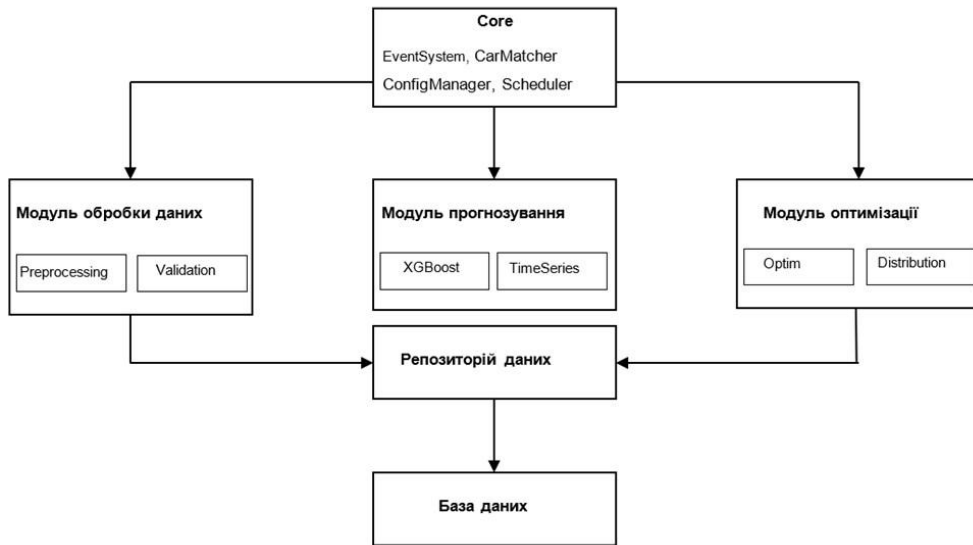 Core
EventSystem, CarMatcher
ConfigManager, Scheduler
Модуль обробки даних
Preprocessing
Validation
Модуль прогнозування
XGBoost
TimeSeries
Модуль оптимізації
Optim
Distribution
Репозиторій даних
База даних